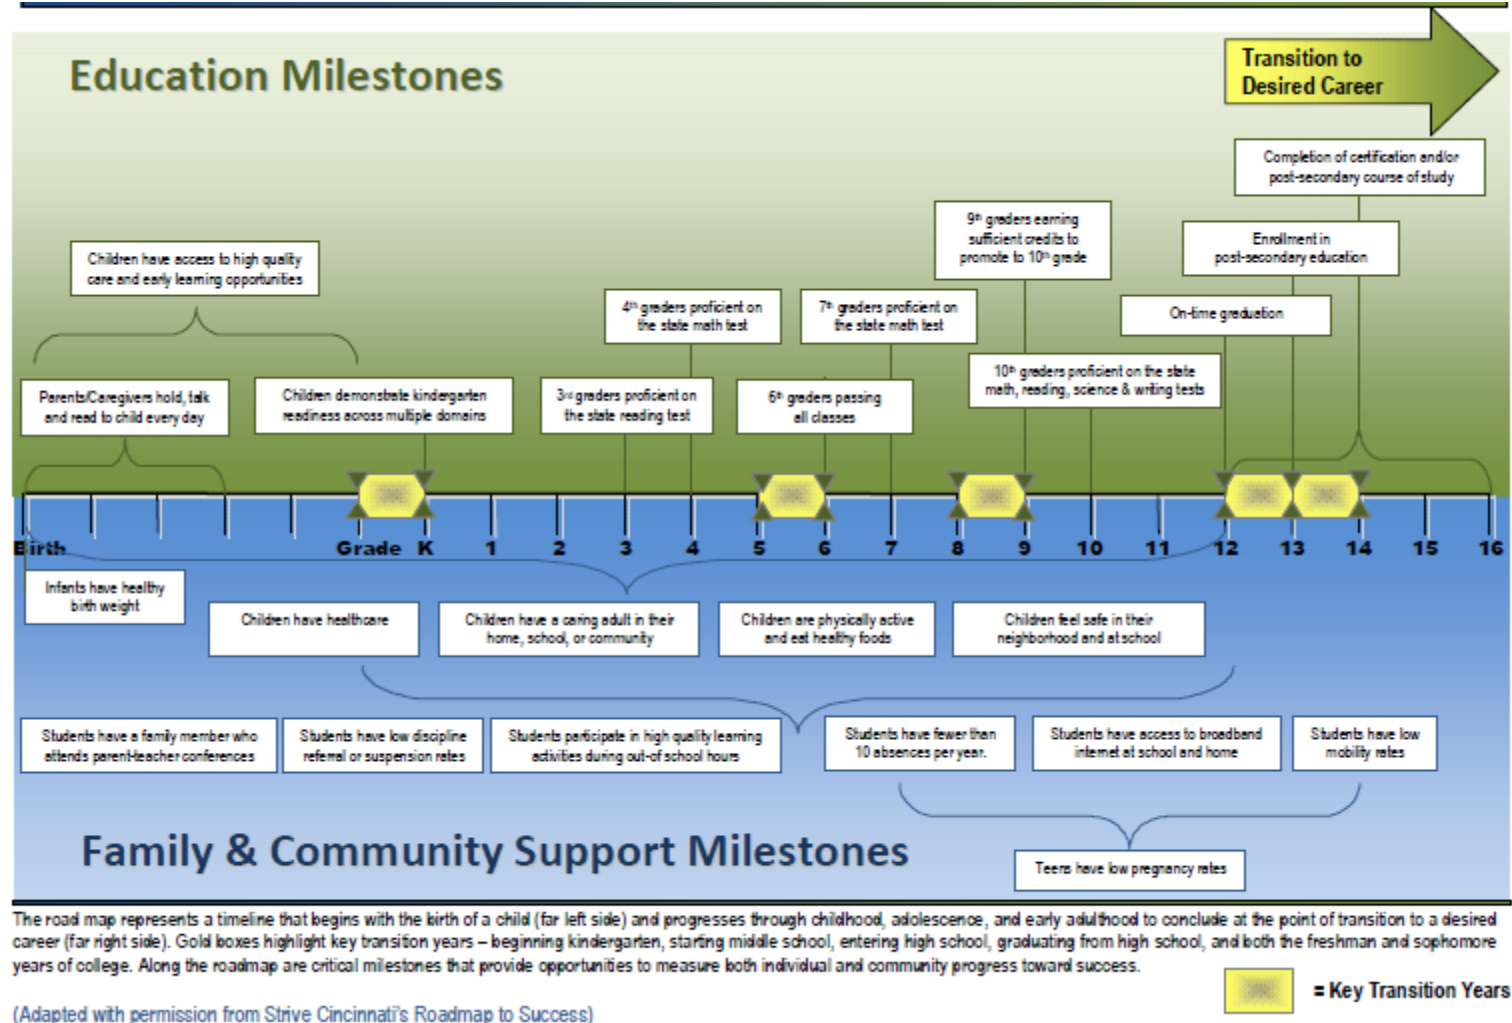 Education Milestones
Transition to
Desired Career
Completion of certification and/or
post-secondary course of study
9th graders earning
sufficient credits to
promote to 10th grade
Enrollment in
post-secondary education
Children have access to high quality
care and early learning opportunities
4th graders proficient on
the state math test
7th graders proficient on
the state math test
On-time graduation
10th graders proficient on the state
math, reading, science & writing tests
Parents/Caregivers hold, talk
and read to child every day
Children demonstrate kindergarten
readiness across multiple domains
3rd graders proficient on
the state reading test
6th graders passing
all classes
Birth Grade K 1 2 3 4 5 6 7 8 9 10 11 12 13 14 15 16
Infants have healthy
birth weight
Children have healthcare
Children have a caring adult in their
home, school, or community
Children are physically active
and eat healthy foods
Children feel safe in their
neighborhood and at school
Students have a family member who
attends parent-teacher conferences
Students have low discipline
referral or suspension rates
Students participate in high quality learning
activities during out-of school hours
Students have fewer than
10 absences per year.
Students have access to broadband
internet at school and home
Students have low
mobility rates
Family & Community Support Milestones
Teens have low pregnancy rates
The road map represents a timeline that begins with the birth of a child (far left side) and progresses through childhood, adolescence, and early adulthood to conclude at the point of transition to a desired
career (far right side). Gold boxes highlight key transition years – beginning kindergarten, starting middle school, entering high school, graduating from high school, and both the freshman and sophomore
years of college. Along the roadmap are critical milestones that provide opportunities to measure both individual and community progress toward success.
= Key Transition Years
(Adapted with permission from Strive Cincinnati's Roadmap to Success)